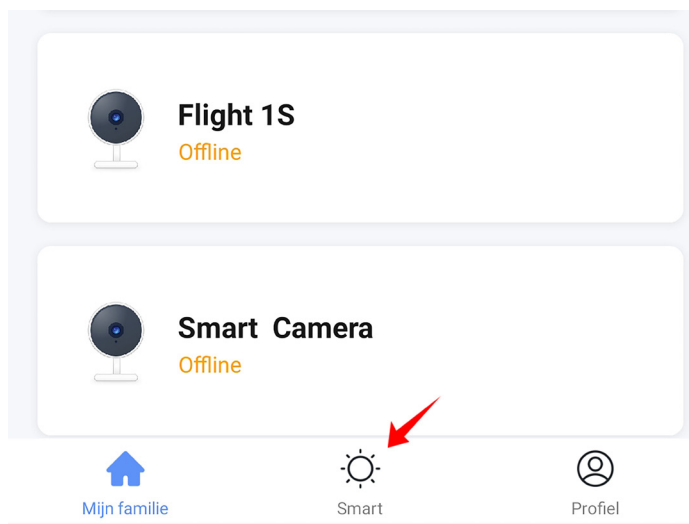 Flight 1S
Offline
Smart Camera
Offline
Mijn familie
Smart
Profiel